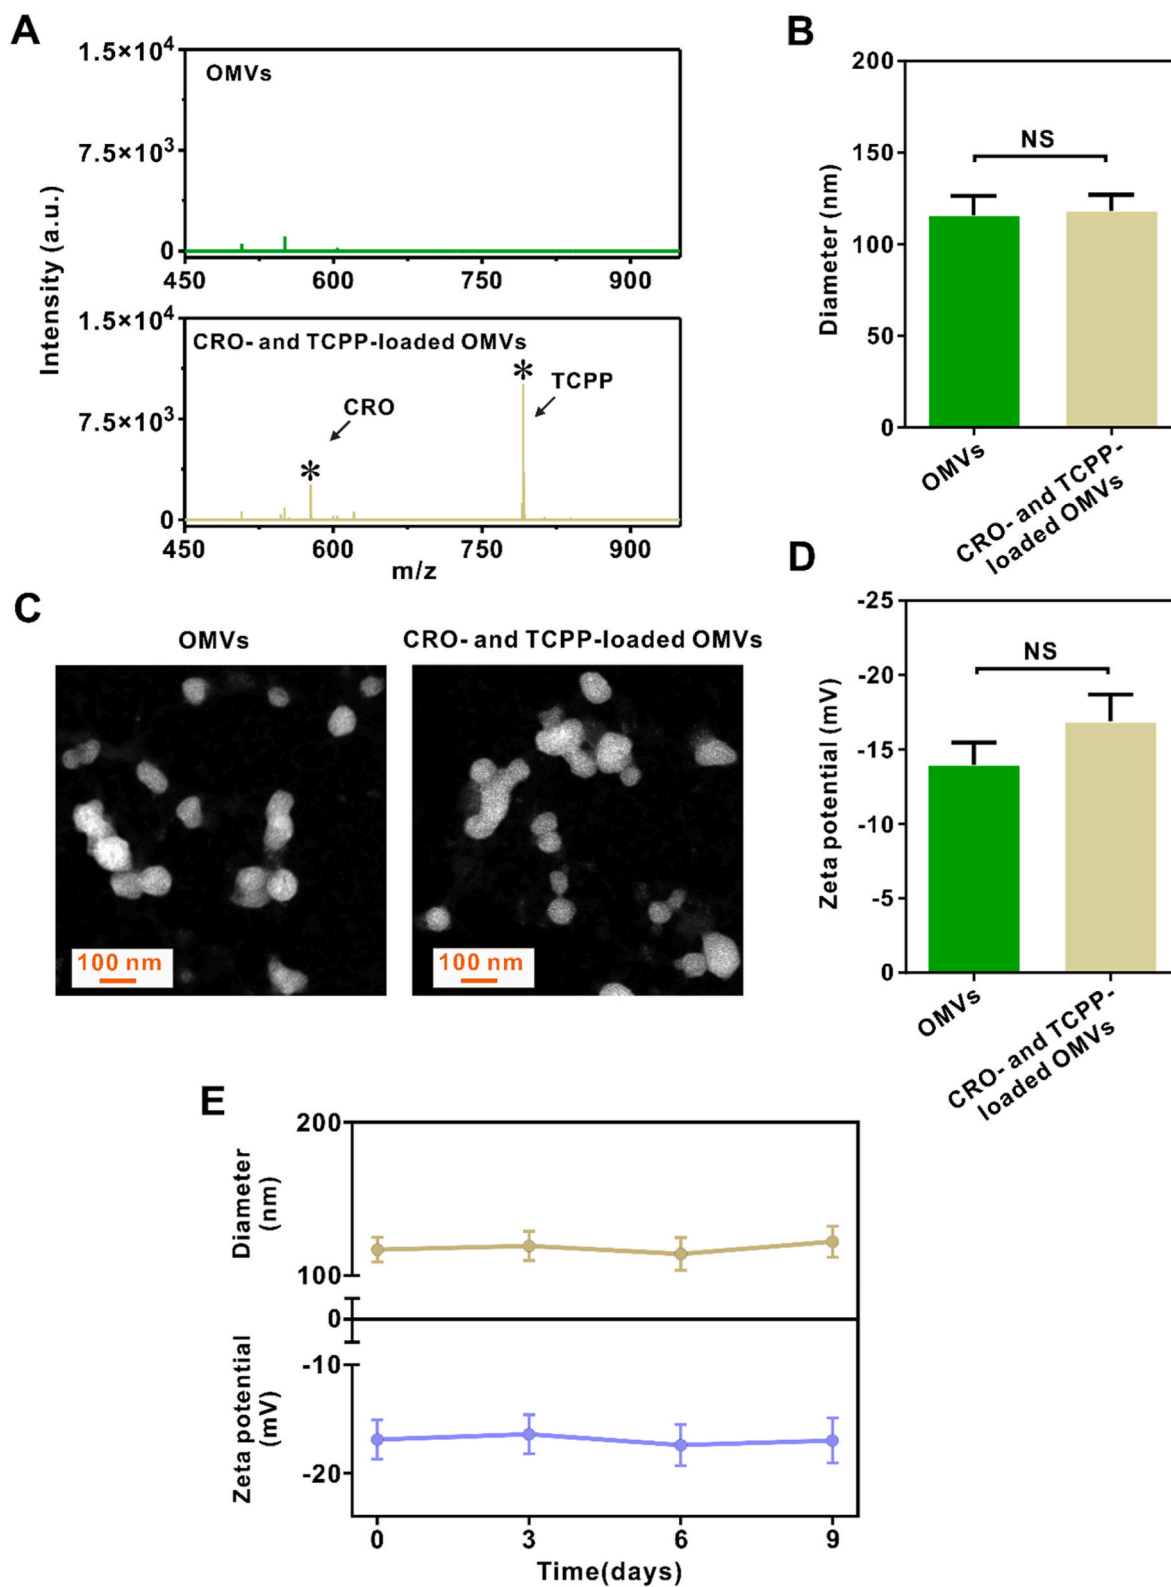 A
1.5×10⁴
OMVs
7.5×10³
0
450 600 750 900
Intensity (a.u.)
1.5×10⁴
CRO- and TCPP-loaded OMVs
*
TCPP
CRO
7.5×10³
*
0
450 600 750 900
m/z
B
200
NS
150
100
50
0
Diameter (nm)
OMVs
CRO- and TCPP-
loaded OMVs
C
OMVs
CRO- and TCPP-loaded OMVs
100 nm
100 nm
D
-25
NS
-20
-15
-10
-5
0
Zeta potential (mV)
OMVs
CRO- and TCPP-
loaded OMVs
E
200
Diameter
(nm)
100
0
-10
Zeta potential
(mV)
-20
0 3 6 9
Time(days)